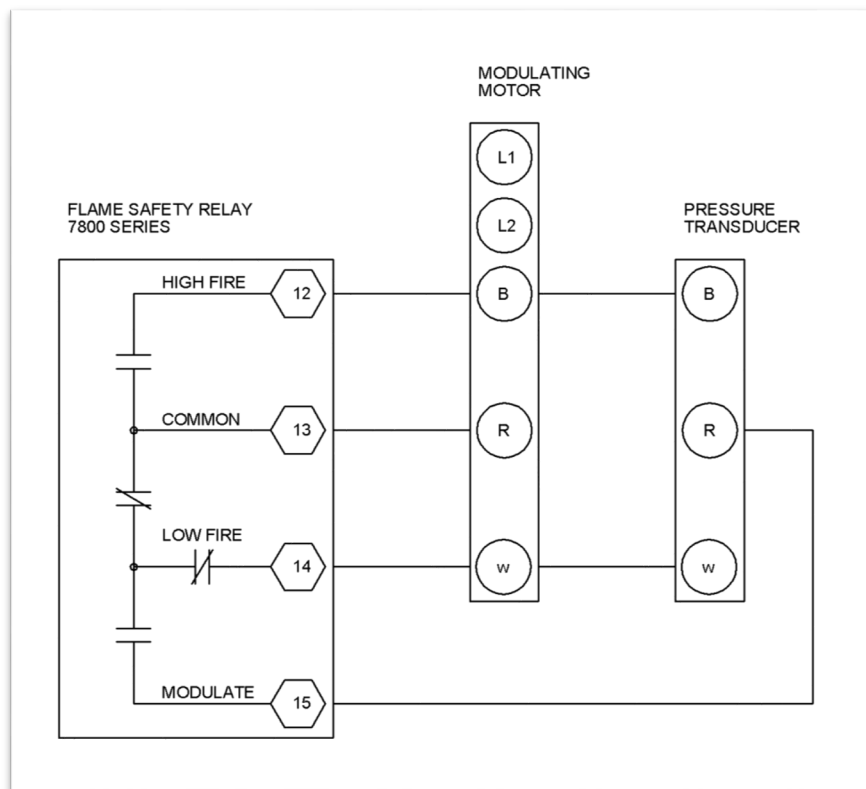 MODULATING
MOTOR
L1
FLAME SAFETY RELAY
7800 SERIES
L2
PRESSURE
TRANSDUCER
HIGH FIRE
12
B
B
COMMON
13
R
R
LOW FIRE
14
w
w
MODULATE
15